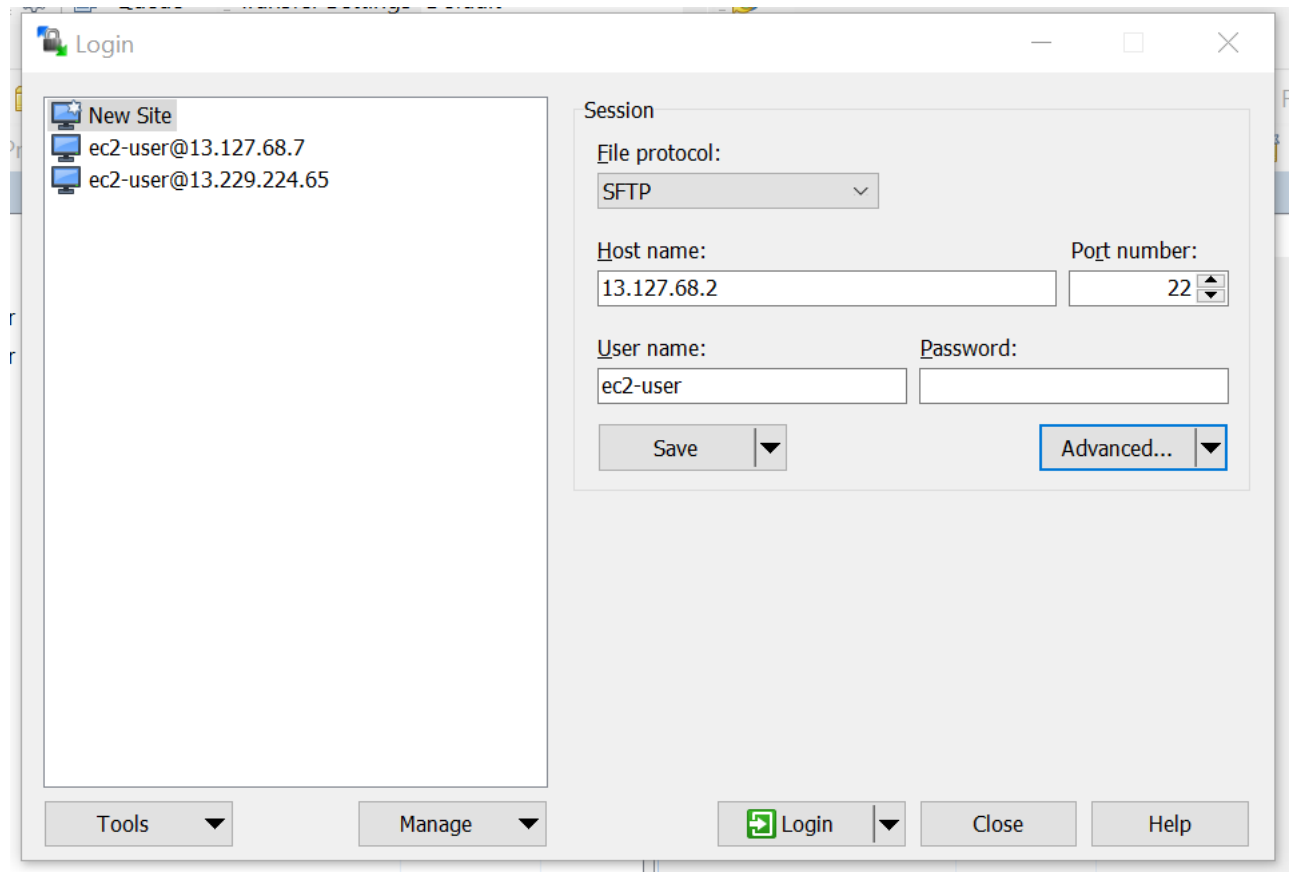 Login
New Site
ec2-user@13.127.68.7
ec2-user@13.229.224.65
Session
File protocol:
SFTP
Host name:
Port number:
13.127.68.2
22
User name:
Password:
ec2-user
Save
Advanced...
Tools
Manage
Login
Close
Help